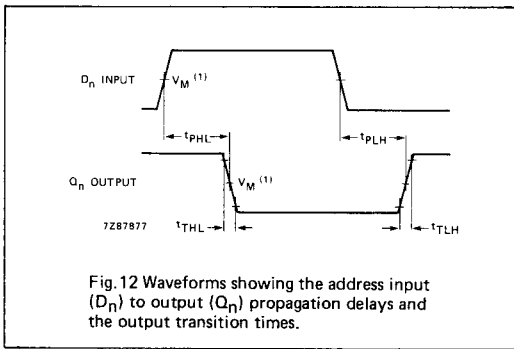 Dn INPUT
VM (1)
tPHL
tPLH
Qn OUTPUT
VM (1)
7Z87877
tTHL
tTLH
Fig.12 Waveforms showing the address input
(Dn) to output (Qn) propagation delays and
the output transition times.